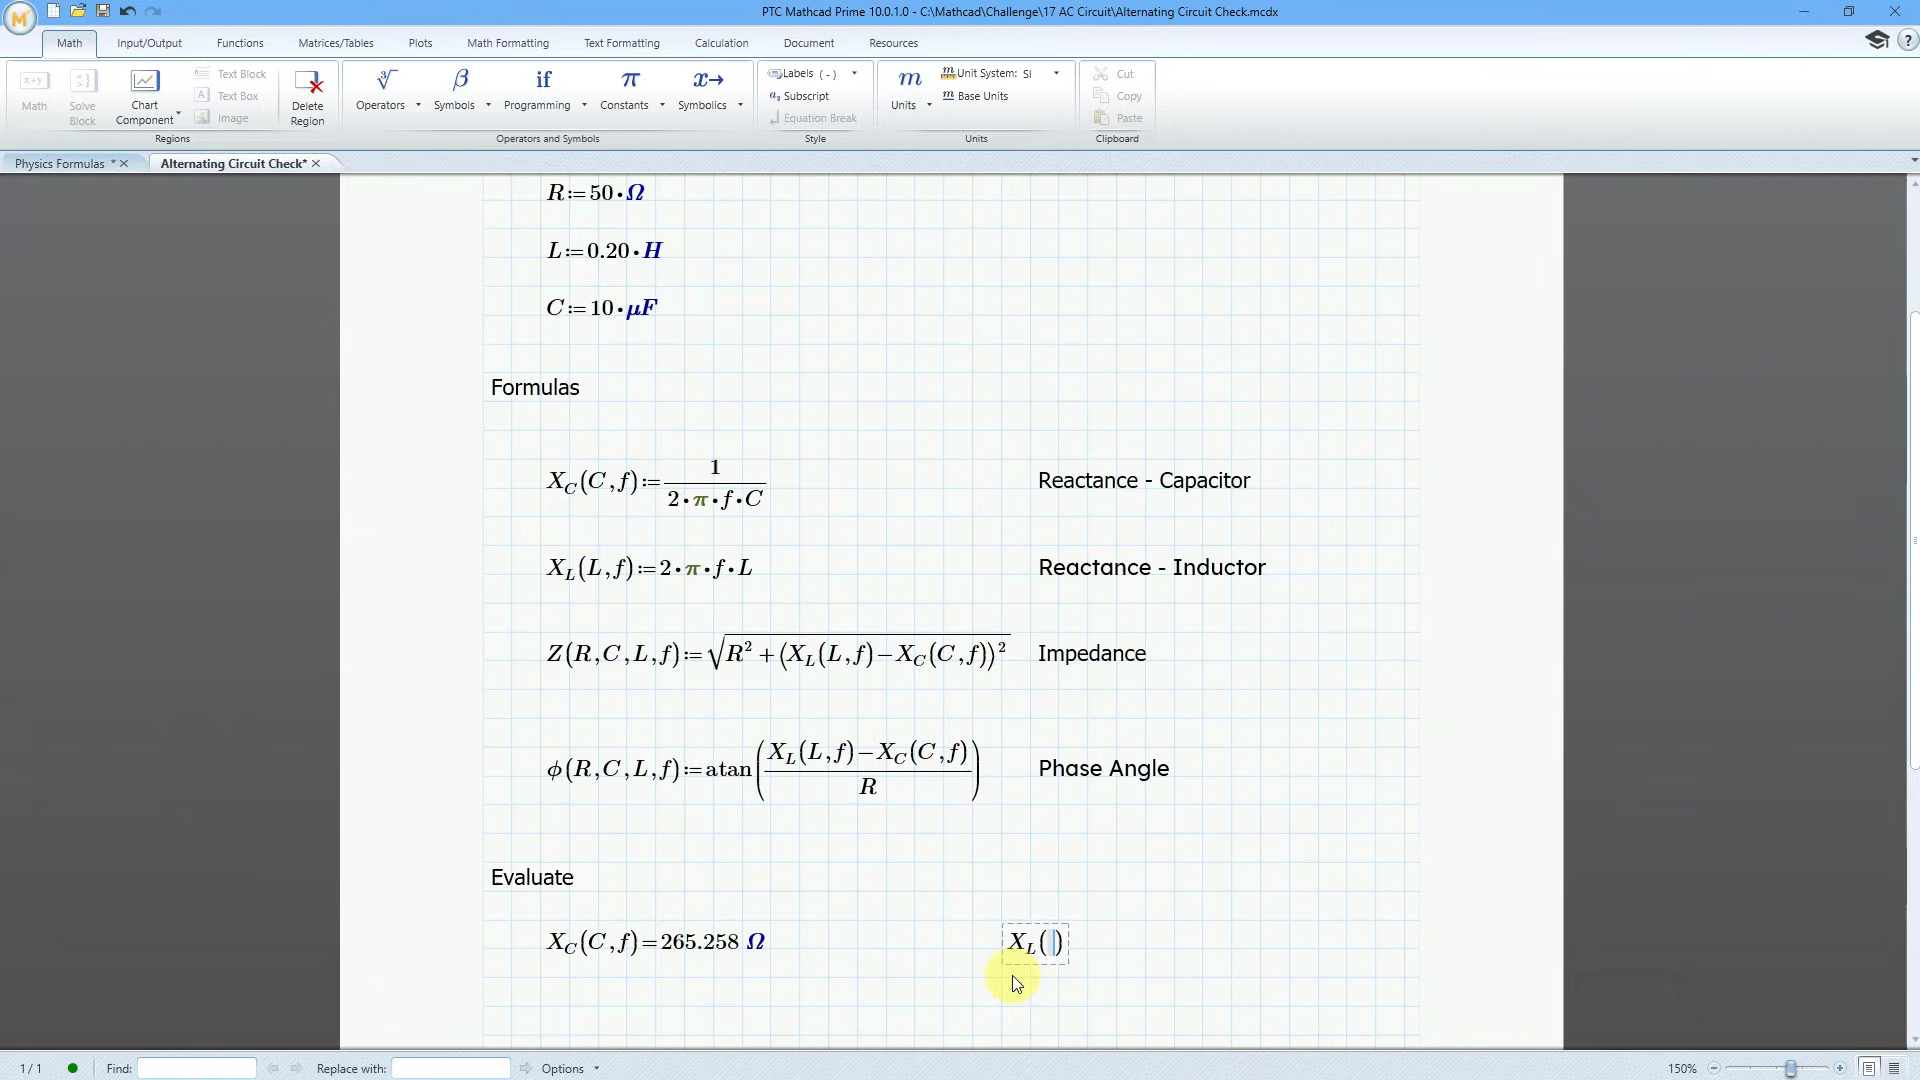 PTC Mathcad Prime 10.0.1.0 - C:\Mathcad\Challenge\17 AC Circuit\Alternating Circuit Check.mcdx
Math Input/Output Functions Matrices/Tables Plots Math Formatting Text Formatting Calculation Document Resources
Math
Solve Block
Chart Component
Text Block
Text Box
Image
Delete Region
Regions
Operators
Symbols
Programming
Constants
Symbolics
Operators and Symbols
Labels ( - )
Subscript
Equation Break
Style
Units
Unit System: SI
Base Units
Units
Cut
Copy
Paste
Clipboard
Physics Formulas *
Alternating Circuit Check*
R:=50•Ω
L:=0.20•H
C:=10•μF
Formulas
X_C(C,f):=1/(2•π•f•C) Reactance - Capacitor
X_L(L,f):=2•π•f•L Reactance - Inductor
Z(R,C,L,f):=√(R²+(X_L(L,f)−X_C(C,f))²) Impedance
ϕ(R,C,L,f):=atan((X_L(L,f)−X_C(C,f))/R) Phase Angle
Evaluate
X_C(C,f)=265.258 Ω X_L( )
1 / 1 Find: Replace with: Options 150%